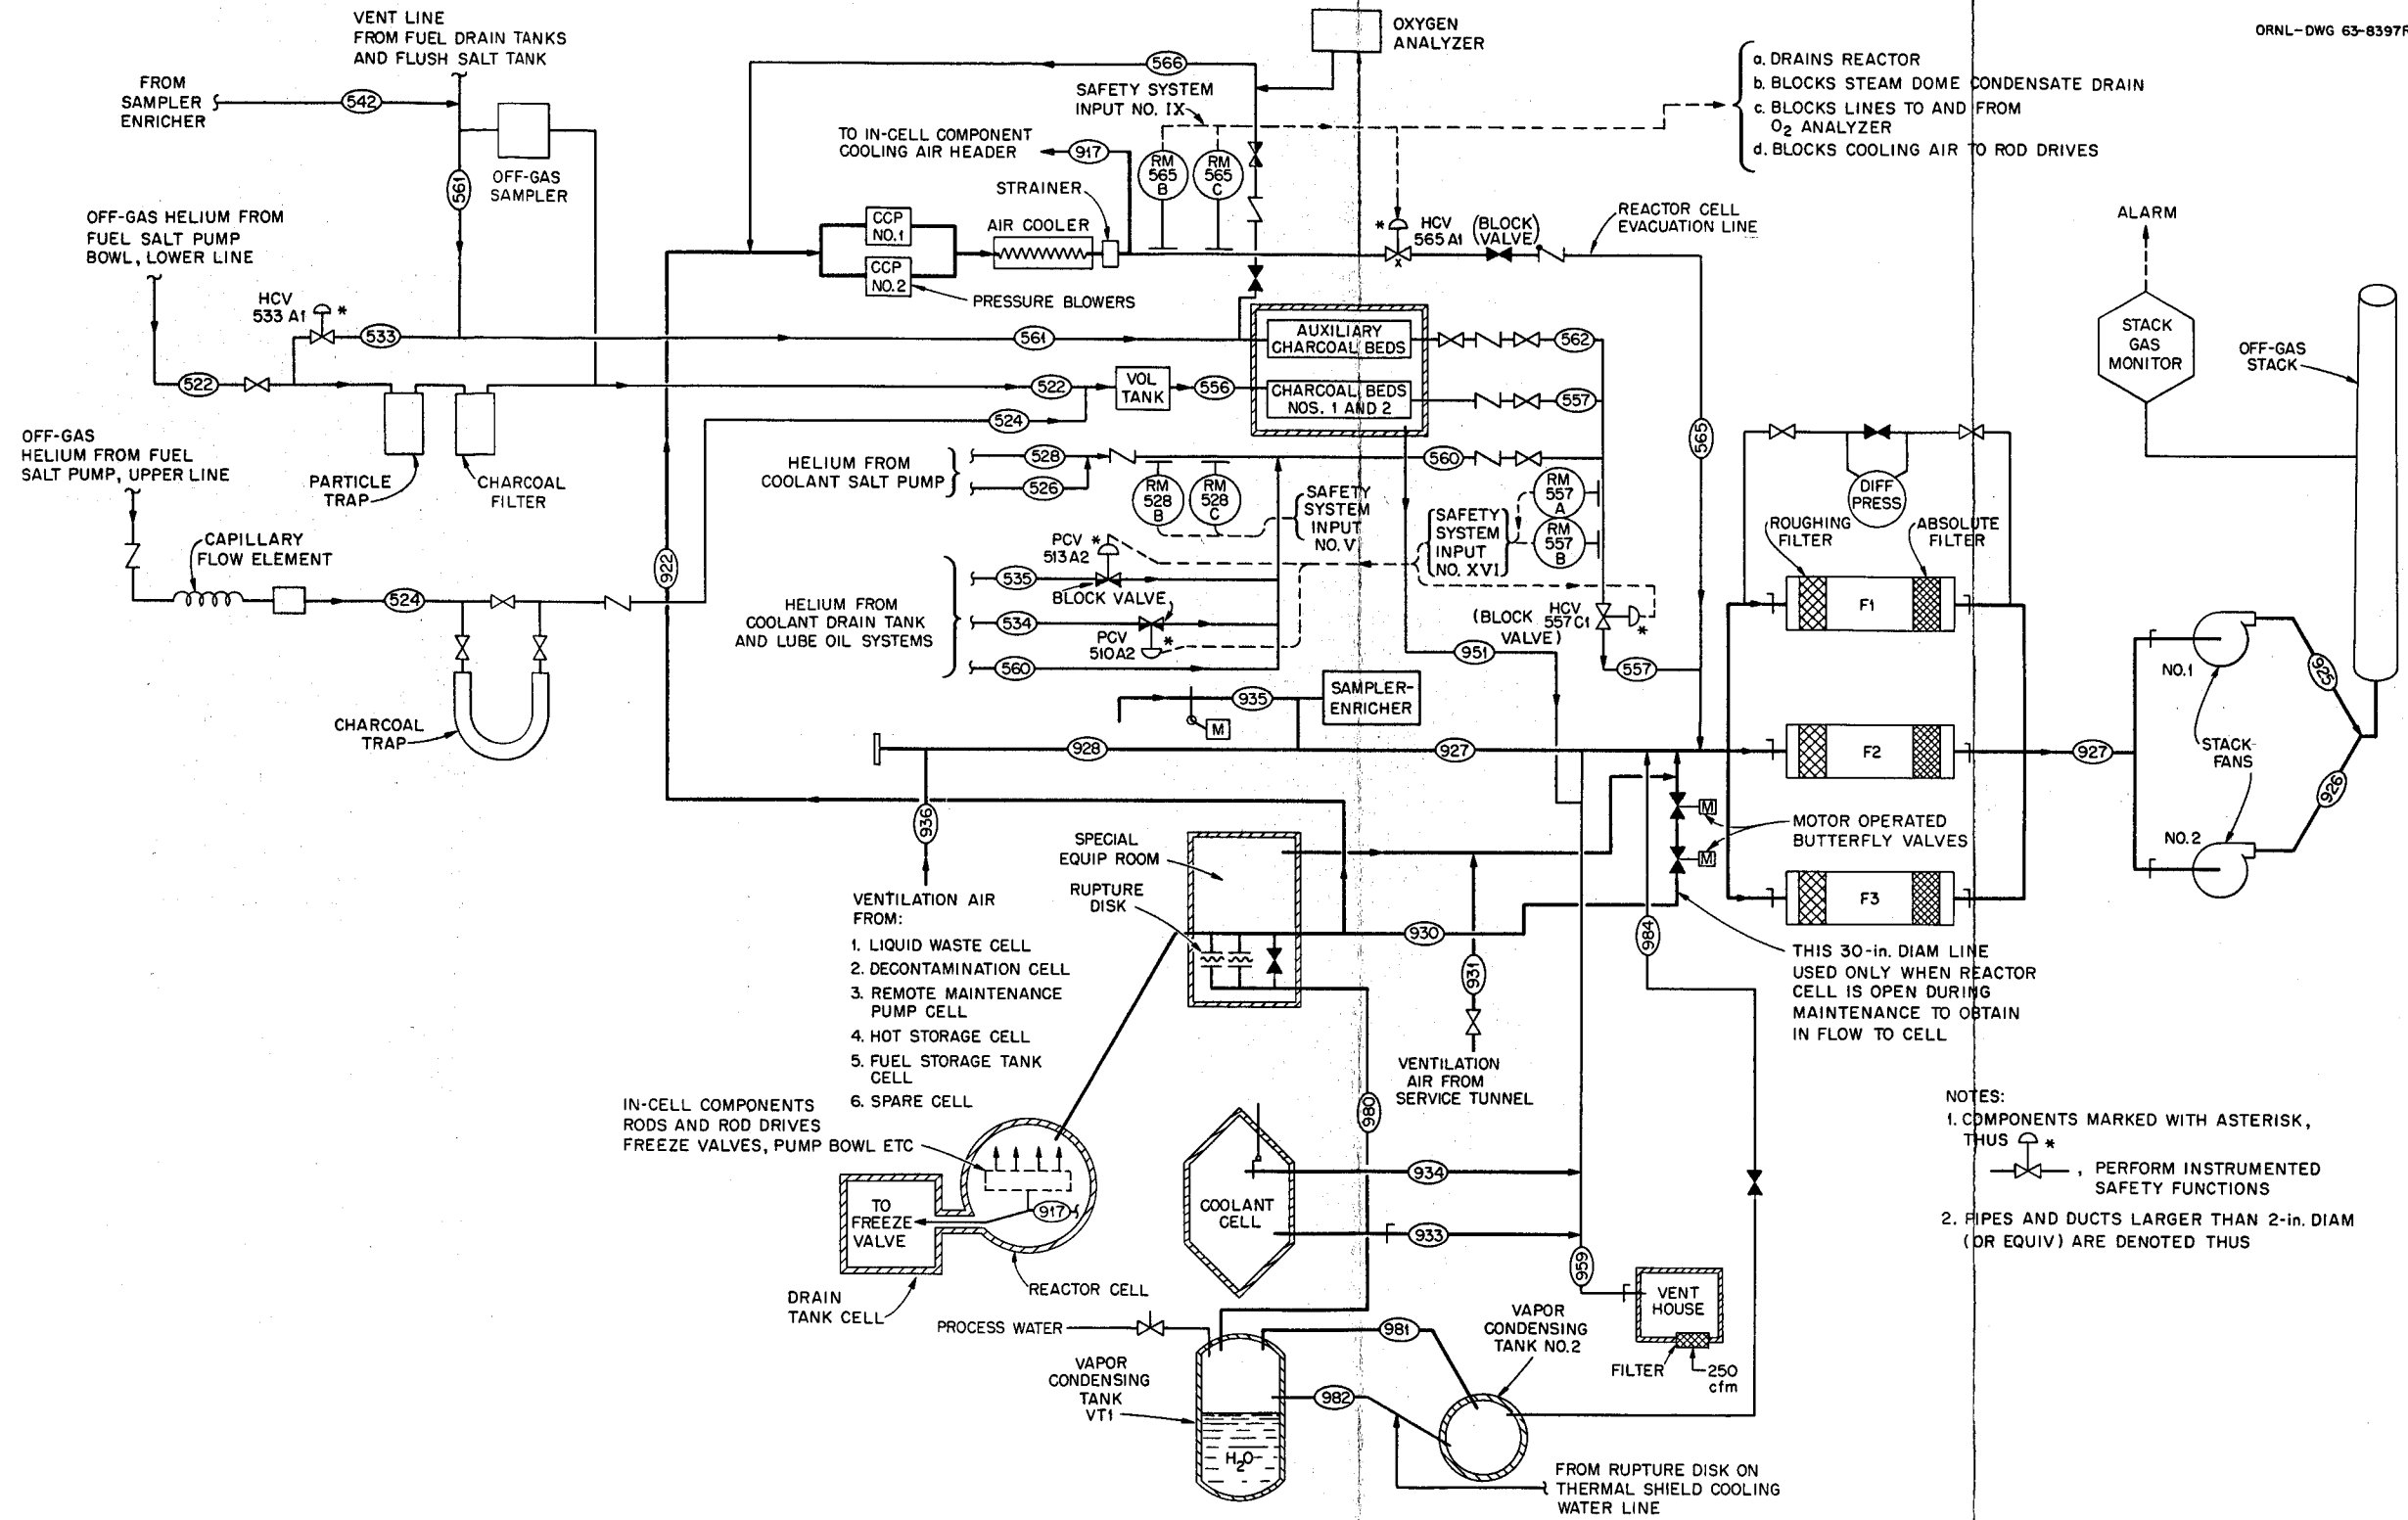 ORNL-DWG 63-8397R
VENT LINE
FROM FUEL DRAIN TANKS
AND FLUSH SALT TANK
FROM
SAMPLER
ENRICHER
542
561
OFF-GAS
SAMPLER
OFF-GAS HELIUM FROM
FUEL SALT PUMP
BOWL, LOWER LINE
HCV
533 A1
*
533
522
PARTICLE
TRAP
CHARCOAL
FILTER
OFF-GAS
HELIUM FROM FUEL
SALT PUMP, UPPER LINE
CAPILLARY
FLOW ELEMENT
524
CHARCOAL
TRAP
OXYGEN
ANALYZER
566
SAFETY SYSTEM
INPUT NO. IX
a. DRAINS REACTOR
b. BLOCKS STEAM DOME CONDENSATE DRAIN
c. BLOCKS LINES TO AND FROM
O2 ANALYZER
d. BLOCKS COOLING AIR TO ROD DRIVES
TO IN-CELL COMPONENT
COOLING AIR HEADER
917
RM
565
B
RM
565
C
STRAINER
AIR COOLER
CCP
NO.1
CCP
NO.2
PRESSURE BLOWERS
*
HCV
565 A1
(BLOCK
VALVE)
REACTOR CELL
EVACUATION LINE
561
AUXILIARY
CHARCOAL BEDS
562
522
VOL
TANK
556
CHARCOAL BEDS
NOS. 1 AND 2
557
524
565
HELIUM FROM
COOLANT SALT PUMP
528
526
RM
528
B
RM
528
C
560
SAFETY
SYSTEM
INPUT
NO. V
SAFETY
SYSTEM
INPUT
NO. XVI
RM
557
A
RM
557
B
922
PCV
513A2
*
535
BLOCK VALVE
HELIUM FROM
COOLANT DRAIN TANK
AND LUBE OIL SYSTEMS
534
PCV
510A2
*
560
(BLOCK
VALVE)
HCV
557 C1
*
951
557
935
M
SAMPLER-
ENRICHER
928
927
936
VENTILATION AIR
FROM:
1. LIQUID WASTE CELL
2. DECONTAMINATION CELL
3. REMOTE MAINTENANCE
PUMP CELL
4. HOT STORAGE CELL
5. FUEL STORAGE TANK
CELL
6. SPARE CELL
SPECIAL
EQUIP ROOM
RUPTURE
DISK
930
931
VENTILATION
AIR FROM
SERVICE TUNNEL
984
M
M
MOTOR OPERATED
BUTTERFLY VALVES
THIS 30-in. DIAM LINE
USED ONLY WHEN REACTOR
CELL IS OPEN DURING
MAINTENANCE TO OBTAIN
IN FLOW TO CELL
ALARM
STACK
GAS
MONITOR
OFF-GAS
STACK
DIFF
PRESS
ROUGHING
FILTER
ABSOLUTE
FILTER
F1
F2
F3
927
NO.1
NO.2
STACK
FANS
925
926
IN-CELL COMPONENTS
RODS AND ROD DRIVES
FREEZE VALVES, PUMP BOWL ETC
TO
FREEZE
VALVE
917
DRAIN
TANK CELL
REACTOR CELL
980
COOLANT
CELL
934
933
959
VENT
HOUSE
FILTER
250
cfm
PROCESS WATER
VAPOR
CONDENSING
TANK
VT1
H2O
981
982
VAPOR
CONDENSING
TANK NO.2
FROM RUPTURE DISK ON
THERMAL SHIELD COOLING
WATER LINE
NOTES:
1. COMPONENTS MARKED WITH ASTERISK,
THUS *
, PERFORM INSTRUMENTED
SAFETY FUNCTIONS
2. PIPES AND DUCTS LARGER THAN 2-in. DIAM
(OR EQUIV) ARE DENOTED THUS